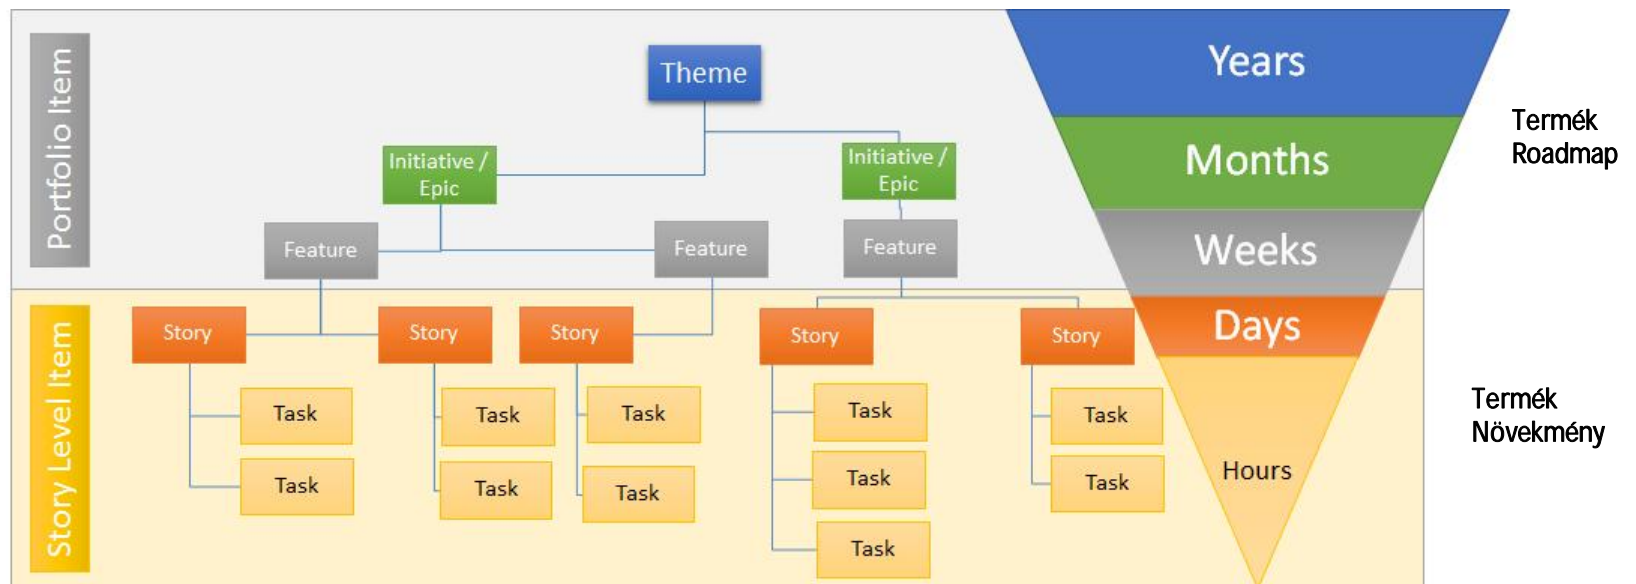 Portfolio Item
Theme
Years
Termék
Roadmap
Initiative /
Epic
Initiative /
Epic
Months
Feature
Feature
Feature
Weeks
Story Level Item
Story
Story
Story
Story
Story
Days
Task
Task
Task
Task
Task
Termék
Növekmény
Task
Task
Task
Task
Task
Hours
Task